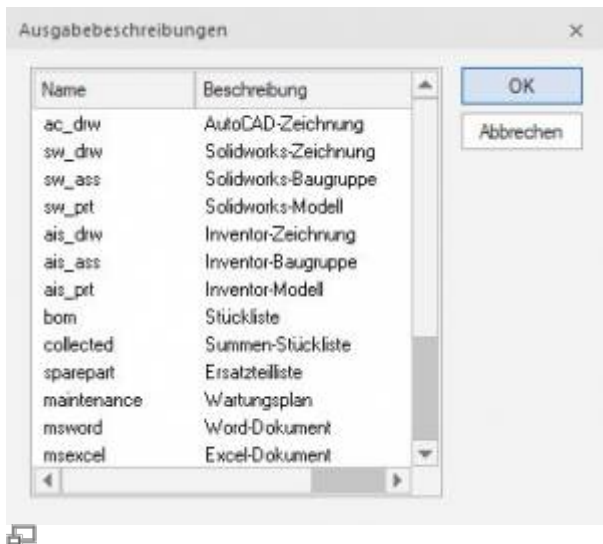 Ausgabebeschreibungen
Name Beschreibung
ac_drw AutoCAD-Zeichnung
sw_drw Solidworks-Zeichnung
sw_ass Solidworks-Baugruppe
sw_prt Solidworks-Modell
ais_drw Inventor-Zeichnung
ais_ass Inventor-Baugruppe
ais_prt Inventor-Modell
bom Stückliste
collected Summen-Stückliste
sparepart Ersatzteilliste
maintenance Wartungsplan
msword Word-Dokument
msexcel Excel-Dokument
OK
Abbrechen